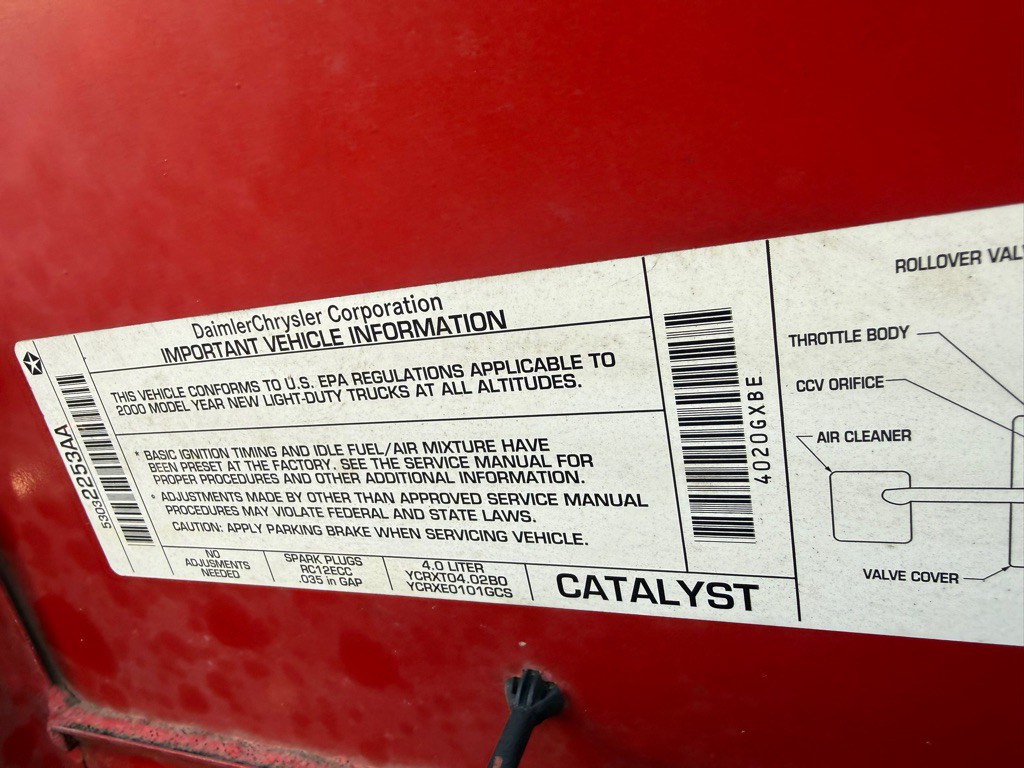 DaimlerChrysler Corporation
IMPORTANT VEHICLE INFORMATION
THIS VEHICLE CONFORMS TO U.S. EPA REGULATIONS APPLICABLE TO
2000 MODEL YEAR NEW LIGHT-DUTY TRUCKS AT ALL ALTITUDES.
* BASIC IGNITION TIMING AND IDLE FUEL/AIR MIXTURE HAVE
BEEN PRESET AT THE FACTORY. SEE THE SERVICE MANUAL FOR
PROPER PROCEDURES AND OTHER ADDITIONAL INFORMATION.
* ADJUSTMENTS MADE BY OTHER THAN APPROVED SERVICE MANUAL
PROCEDURES MAY VIOLATE FEDERAL AND STATE LAWS.
CAUTION: APPLY PARKING BRAKE WHEN SERVICING VEHICLE.
NO
ADJUSMENTS
NEEDED
SPARK PLUGS
RC12ECC
.035 in GAP
4.0 LITER
YCRXT04.02B0
YCRXE0101GCS
CATALYST
53032253AA
4020GXBE
ROLLOVER VALV
THROTTLE BODY
CCV ORIFICE
AIR CLEANER
VALVE COVER